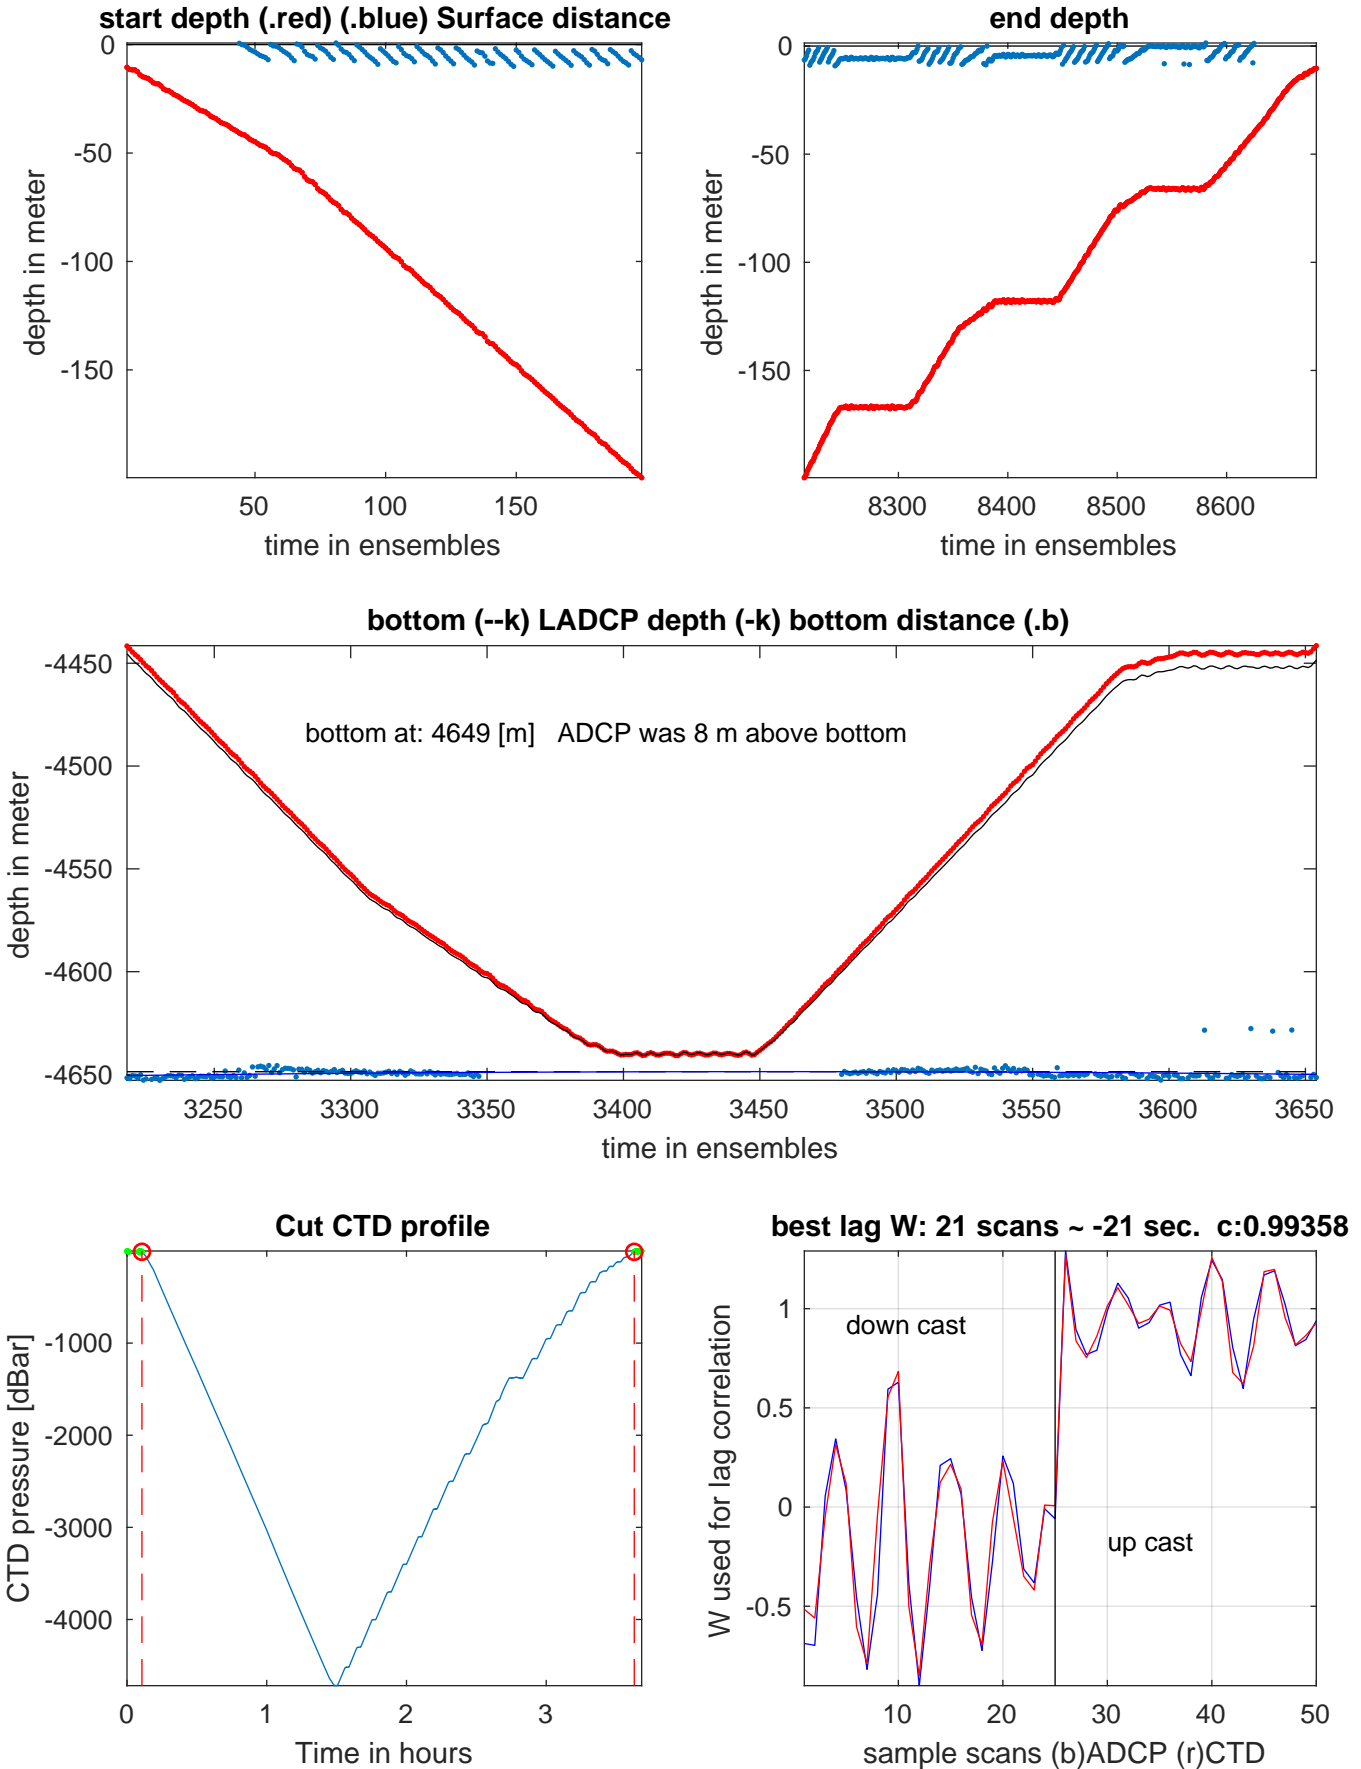 start depth (.red) (.blue) Surface distance
0
-50
-100
-150
depth in meter
50
100
150
time in ensembles
end depth
0
-50
-100
-150
depth in meter
8300
8400
8500
8600
time in ensembles
bottom (--k) LADCP depth (-k) bottom distance (.b)
-4450
-4500
-4550
-4600
-4650
depth in meter
bottom at: 4649 [m]   ADCP was 8 m above bottom
3250
3300
3350
3400
3450
3500
3550
3600
3650
time in ensembles
Cut CTD profile
-1000
-2000
-3000
-4000
CTD pressure [dBar]
0
1
2
3
Time in hours
best lag W: 21 scans ~ -21 sec.  c:0.99358
1
0.5
0
-0.5
W used for lag correlation
down cast
up cast
10
20
30
40
50
sample scans (b)ADCP (r)CTD